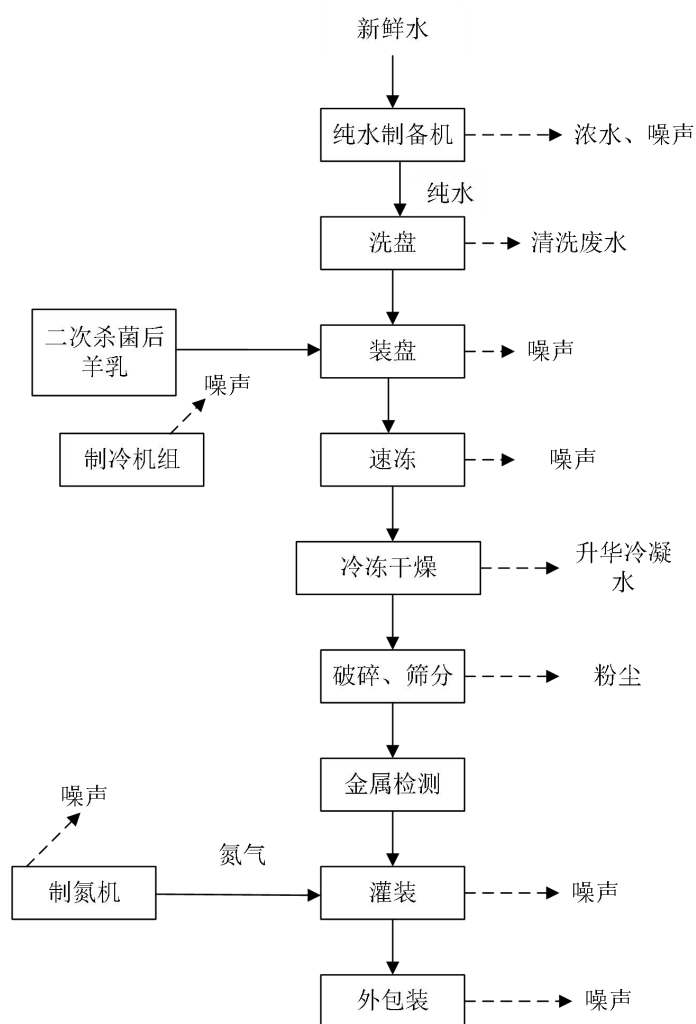 新鲜水
纯水制备机
浓水、噪声
纯水
洗盘
清洗废水
二次杀菌后
羊乳
装盘
噪声
噪声
制冷机组
速冻
噪声
冷冻干燥
升华冷凝
水
破碎、筛分
粉尘
金属检测
噪声
氮气
制氮机
灌装
噪声
外包装
噪声